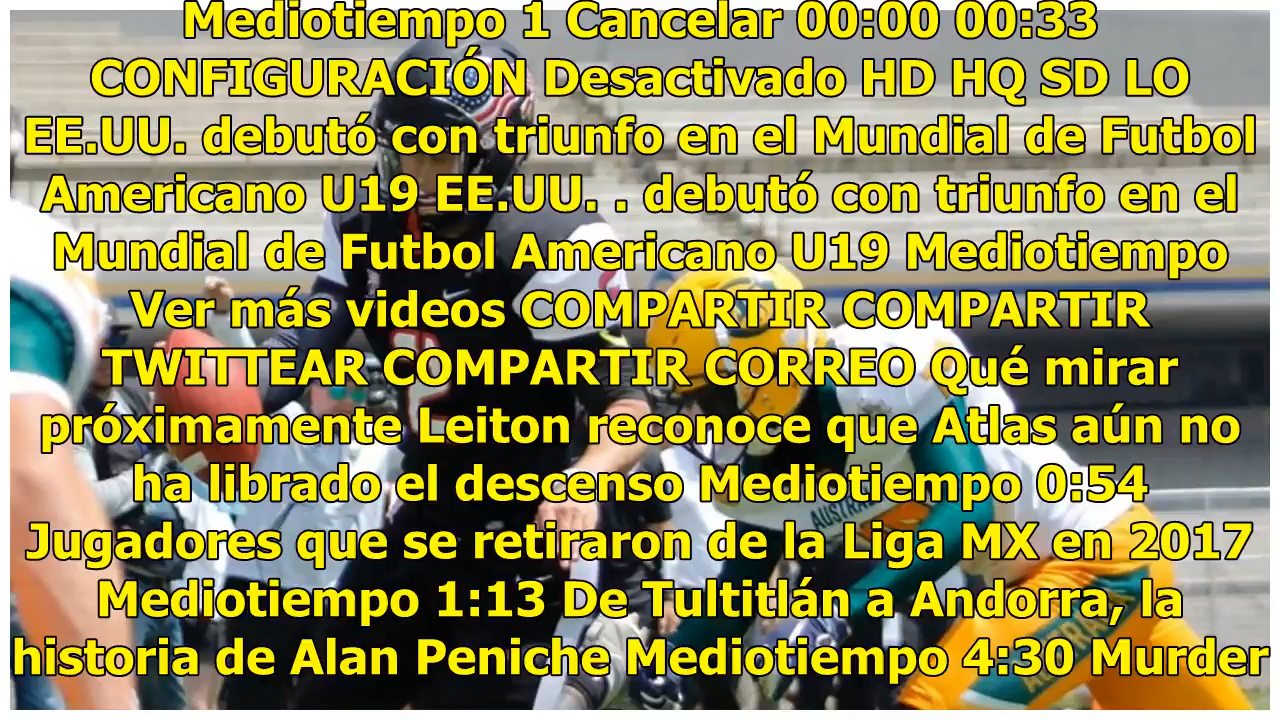 Mediotiempo 1 Cancelar 00:00 00:33
CONFIGURACIÓN Desactivado HD HQ SD LO
EE.UU. debutó con triunfo en el Mundial de Futbol
Americano U19 EE.UU. . debutó con triunfo en el
Mundial de Futbol Americano U19 Mediotiempo
Ver más videos COMPARTIR COMPARTIR
TWITTEAR COMPARTIR CORREO Qué mirar
próximamente Leiton reconoce que Atlas aún no
ha librado el descenso Mediotiempo 0:54
Jugadores que se retiraron de la Liga MX en 2017
Mediotiempo 1:13 De Tultitlán a Andorra, la
historia de Alan Peniche Mediotiempo 4:30 Murder